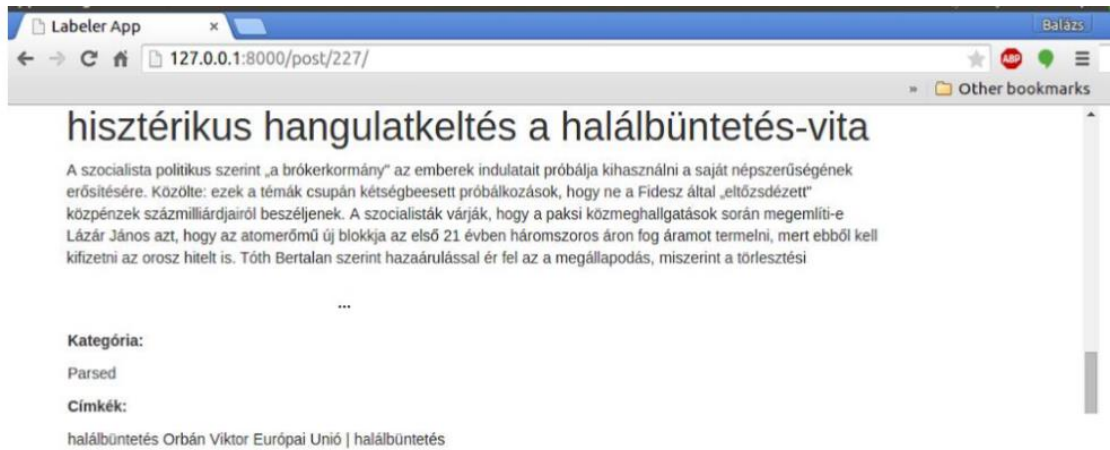 Labeler App ×
Balázs
127.0.0.1:8000/post/227/
ABP
» Other bookmarks
hisztérikus hangulatkeltés a halálbüntetés-vita
A szocialista politikus szerint „a brókerkormány" az emberek indulatait próbálja kihasználni a saját népszerűségének
erősítésére. Közölte: ezek a témák csupán kétségbeesett próbálkozások, hogy ne a Fidesz által „eltőzsdézett"
közpénzek százmilliárdjairól beszéljenek. A szocialisták várják, hogy a paksi közmeghallgatások során megemlíti-e
Lázár János azt, hogy az atomerőmű új blokkja az első 21 évben háromszoros áron fog áramot termelni, mert ebből kell
kifizetni az orosz hitelt is. Tóth Bertalan szerint hazaárulással ér fel az a megállapodás, miszerint a törlesztési
...
Kategória:
Parsed
Címkék:
halálbüntetés Orbán Viktor Európai Unió | halálbüntetés